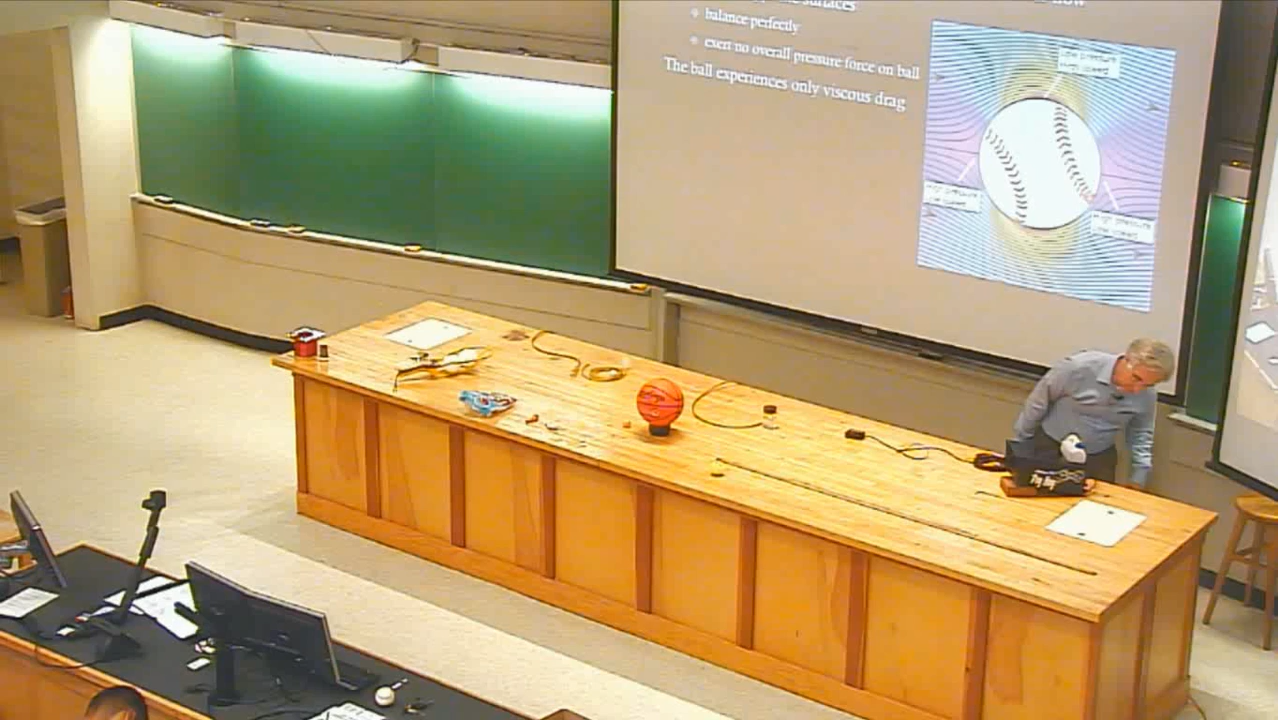 surfaces
balance perfectly
exert no overall pressure force on ball
The ball experiences only viscous drag
Low pressure
High speed
High pressure
Low speed
High pressure
Low speed